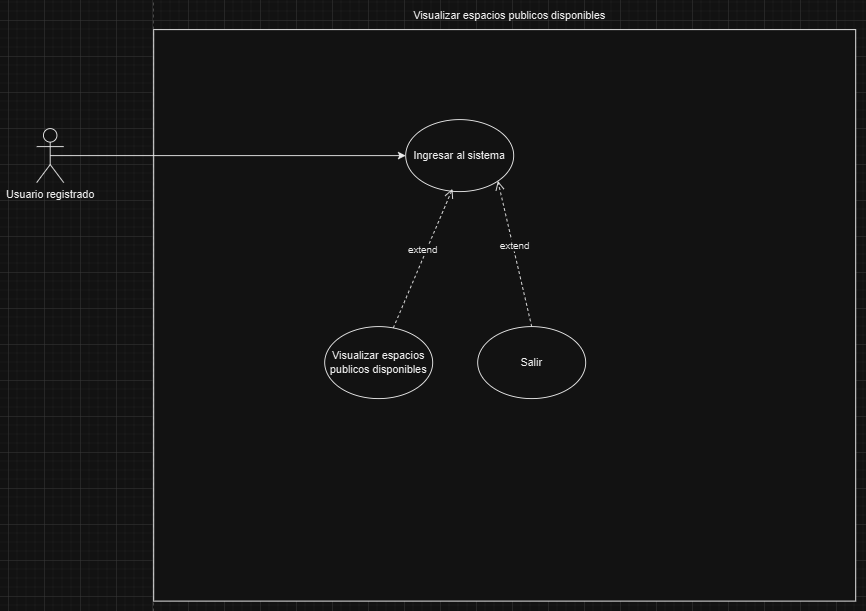 Visualizar espacios publicos disponibles
Ingresar al sistema
Usuario registrado
extend
extend
Visualizar espacios
publicos disponibles
Salir